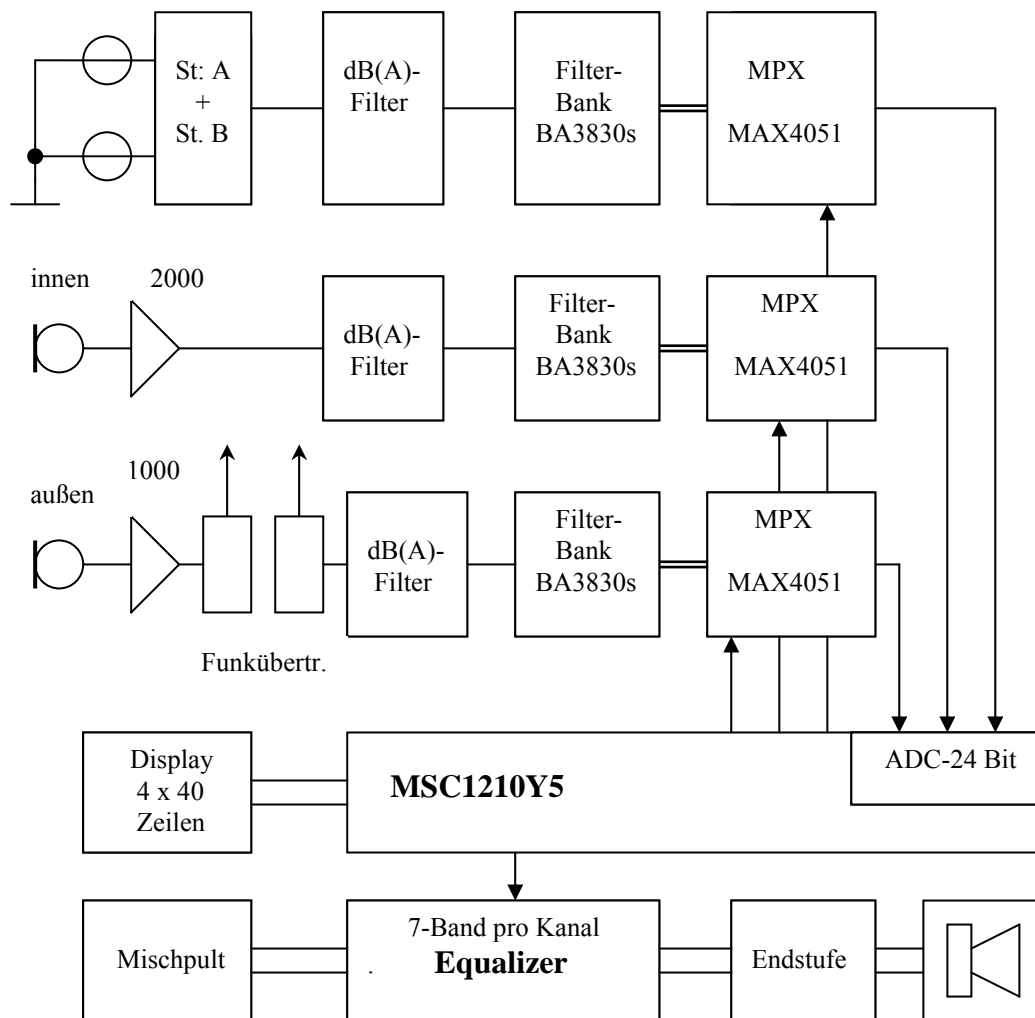 St: A
+
St. B
dB(A)-
Filter
Filter-
Bank
BA3830s
MPX
MAX4051
innen
2000
dB(A)-
Filter
Filter-
Bank
BA3830s
MPX
MAX4051
außen
1000
dB(A)-
Filter
Filter-
Bank
BA3830s
MPX
MAX4051
Funkübertr.
Display
4 x 40
Zeilen
MSC1210Y5
ADC-24 Bit
Mischpult
7-Band pro Kanal
Equalizer
Endstufe